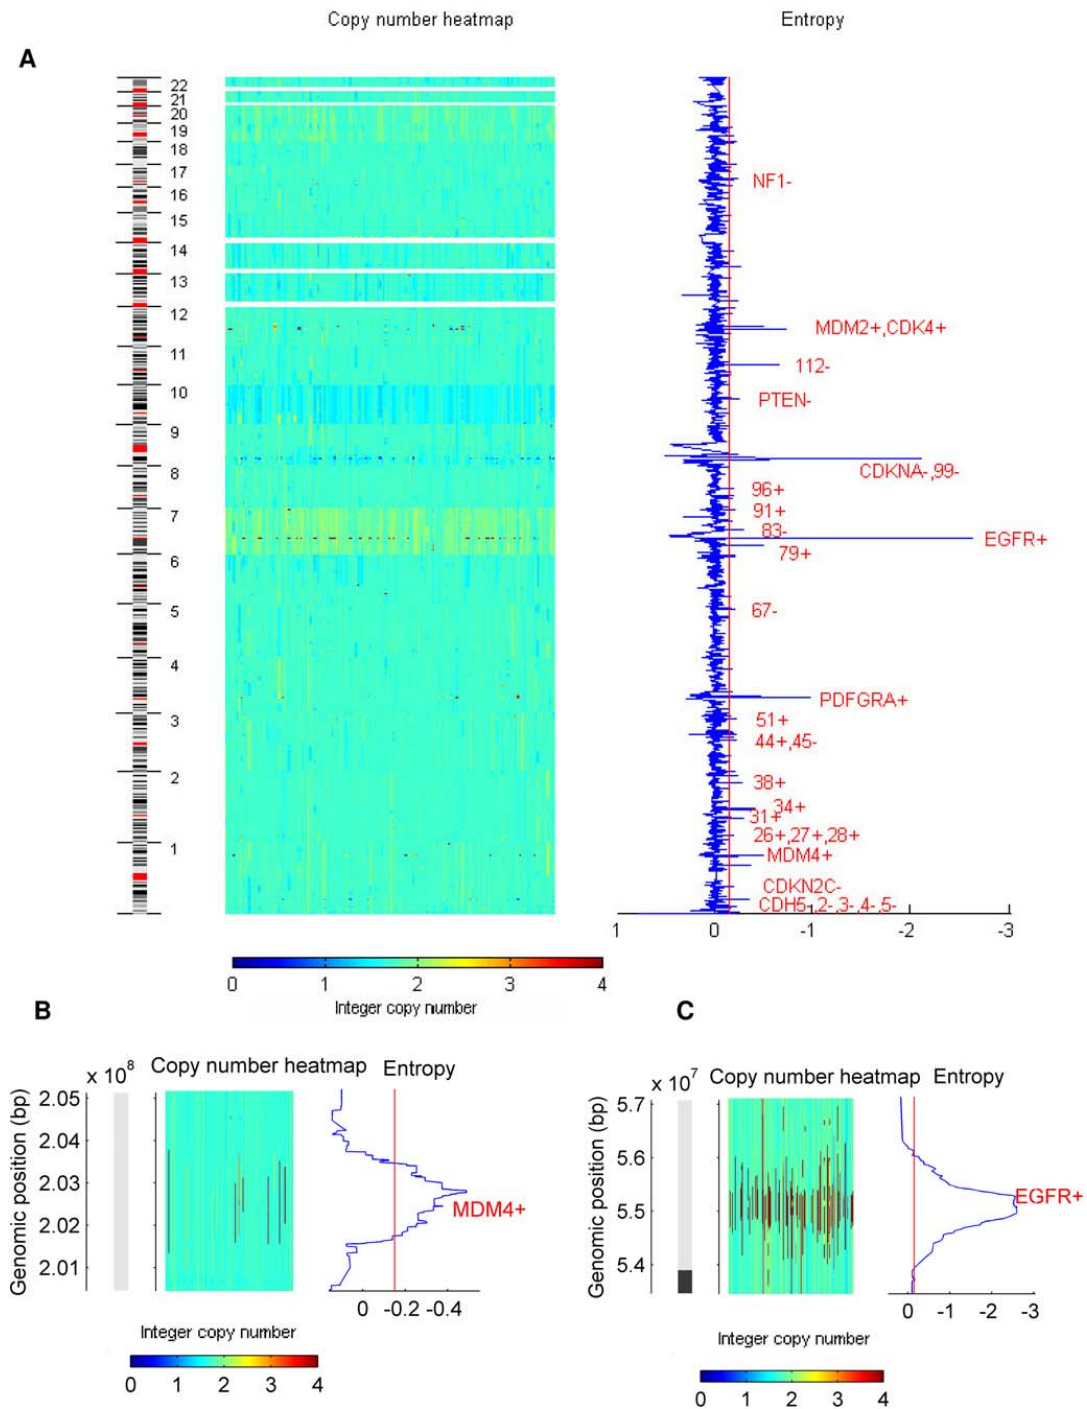 Copy number heatmap
Entropy
A
22
21
20
19
18
17
16
15
14
13
12
11
10
9
8
7
6
5
4
3
2
1
NF1-
MDM2+,CDK4+
112-
PTEN-
CDKNA-,99-
96+
91+
83-
EGFR+
79+
67-
PDFGRA+
51+
44+,45-
38+
34+
31+
26+,27+,28+
MDM4+
CDKN2C-
CDH5-,2-,3-,4-,5-
1 0 -1 -2 -3
0 1 2 3 4
Integer copy number
B
Copy number heatmap Entropy
x 10^8
Genomic position (bp)
2.05
2.04
2.03
2.02
2.01
MDM4+
0 -0.2 -0.4
Integer copy number
0 1 2 3 4
C
Copy number heatmap Entropy
x 10^7
Genomic position (bp)
5.7
5.6
5.5
5.4
EGFR+
0 -1 -2 -3
Integer copy number
0 1 2 3 4